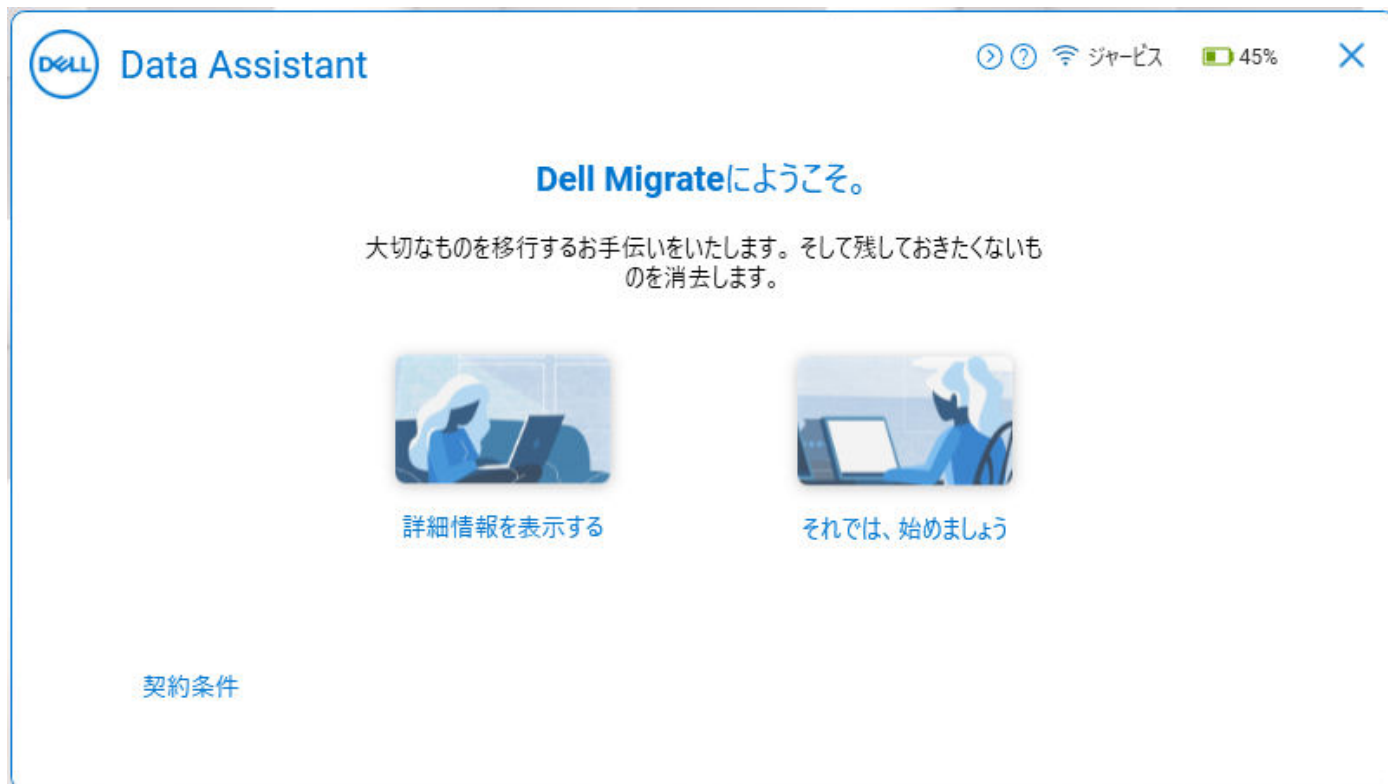 DELL
Data Assistant
ジャービス
45%
Dell Migrateにようこそ。
大切なものを移行するお手伝いをいたします。そして残しておきたくないも
のを消去します。
詳細情報を表示する
それでは、始めましょう
契約条件